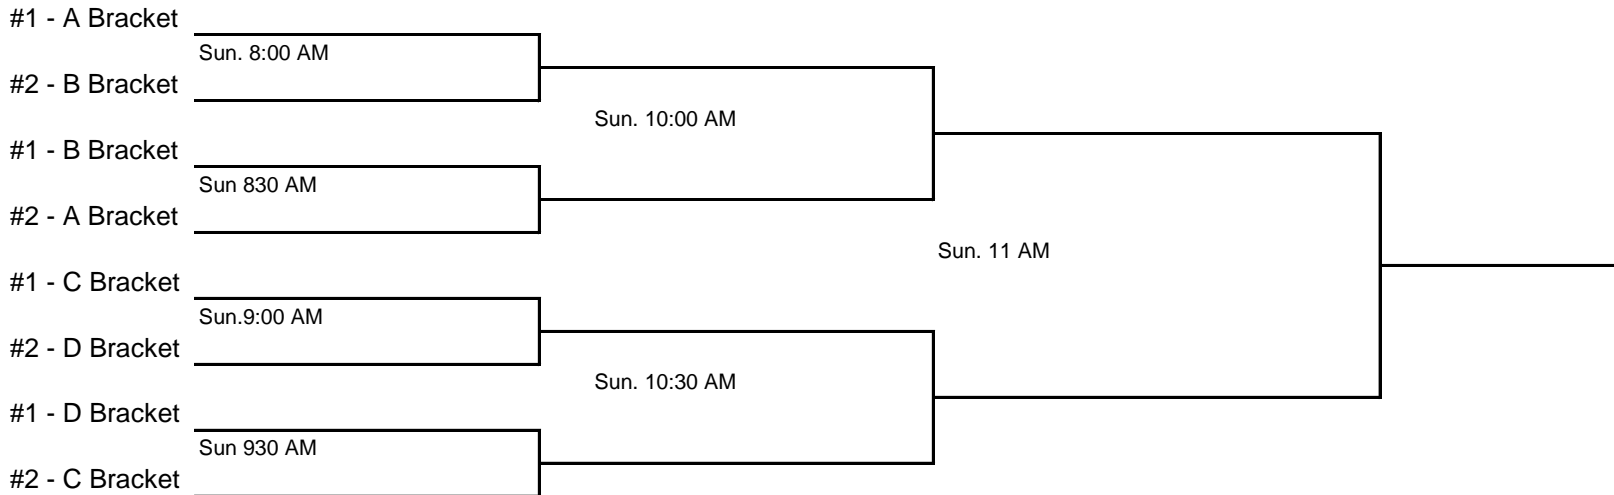 #1 - A Bracket
Sun. 8:00 AM
#2 - B Bracket
Sun. 10:00 AM
#1 - B Bracket
Sun 830 AM
#2 - A Bracket
Sun. 11 AM
#1 - C Bracket
Sun.9:00 AM
#2 - D Bracket
Sun. 10:30 AM
#1 - D Bracket
Sun 930 AM
#2 - C Bracket